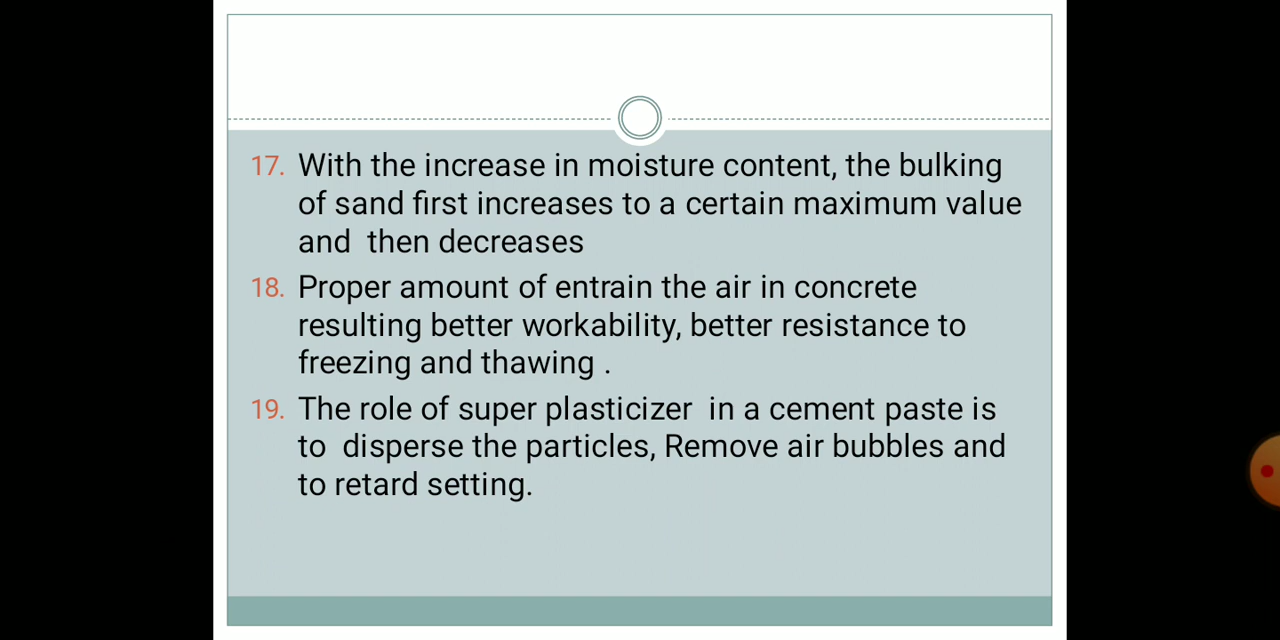 17. With the increase in moisture content, the bulking
of sand first increases to a certain maximum value
and then decreases
18. Proper amount of entrain the air in concrete
resulting better workability, better resistance to
freezing and thawing .
19. The role of super plasticizer in a cement paste is
to disperse the particles, Remove air bubbles and
to retard setting.